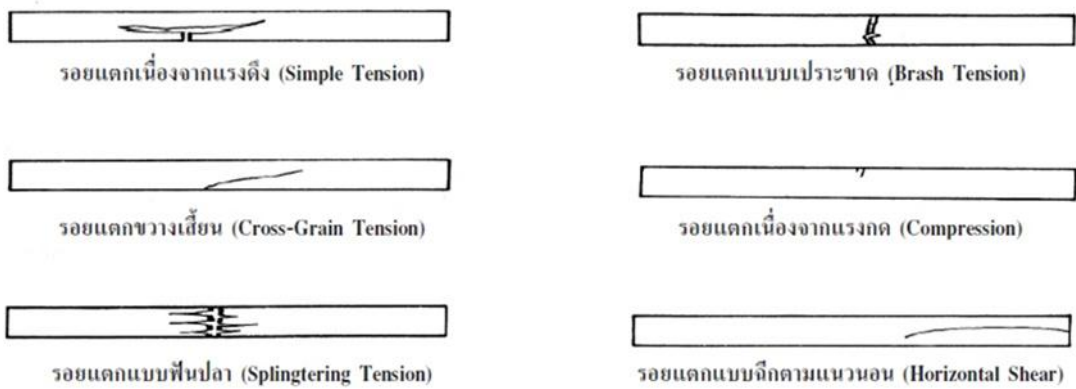 รอยแตกเนื่องจากแรงดึง (Simple Tension)
รอยแตกแบบเปราะขาด (Brash Tension)
รอยแตกขวางเสี้ยน (Cross-Grain Tension)
รอยแตกเนื่องจากแรงกด (Compression)
รอยแตกแบบฟันปลา (Splingtering Tension)
รอยแตกแบบฉีกตามแนวนอน (Horizontal Shear)